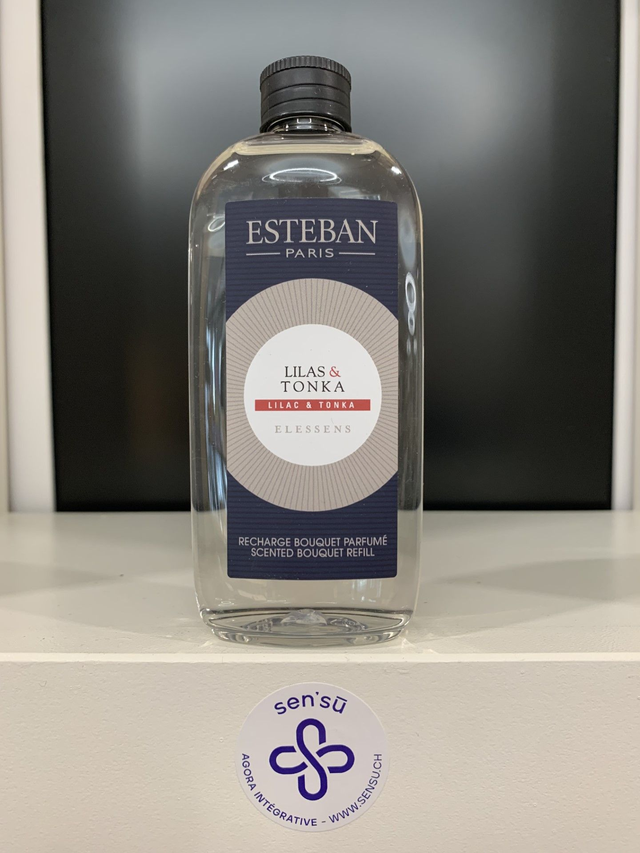 ESTEBAN
PARIS
LILAS &
TONKA
LILAC & TONKA
ELESSENS
RECHARGE BOUQUET PARFUMÉ
SCENTED BOUQUET REFILL
sen'sū
AGORA INTÉGRATIVE - WWW.SENSU.CH